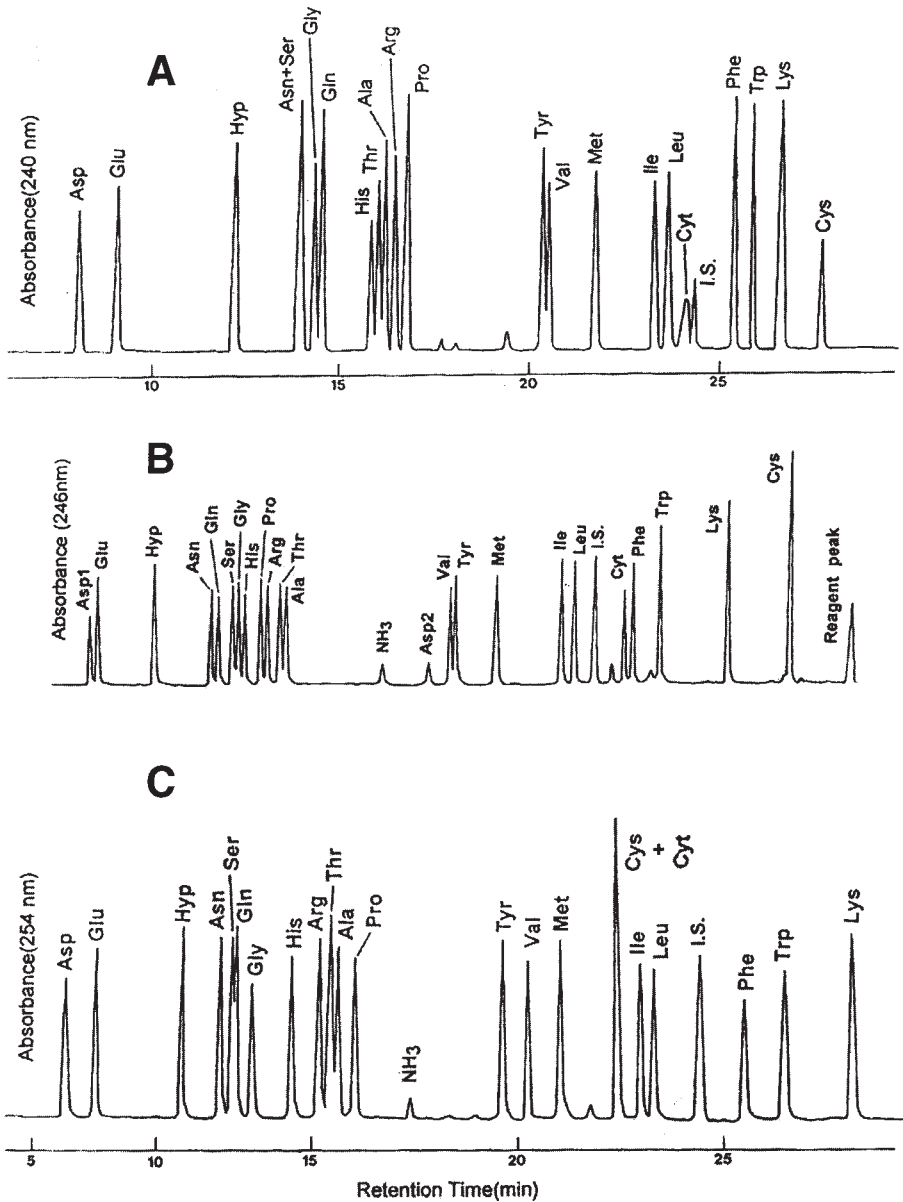 A
Absorbance(240 nm)
Asp
Glu
Hyp
Asn+Ser
Gly
Gln
His
Thr
Ala
Arg
Pro
Tyr
Val
Met
Ile
Leu
Cyt
I.S.
Phe
Trp
Lys
Cys
10
15
20
25
B
Absorbance (246nm)
Asp1
Glu
Hyp
Asn
Gln
Ser
Gly
His
Pro
Arg
Thr
Ala
NH3
Asp2
Val
Tyr
Met
Ile
Leu
I.S.
Cyt
Phe
Trp
Lys
Cys
Reagent peak
C
Absorbance(254 nm)
Asp
Glu
Hyp
Asn
Ser
Gln
Gly
His
Arg
Thr
Ala
Pro
NH3
Tyr
Val
Met
Cys + Cyt
Ile
Leu
I.S.
Phe
Trp
Lys
5
10
15
20
25
Retention Time(min)